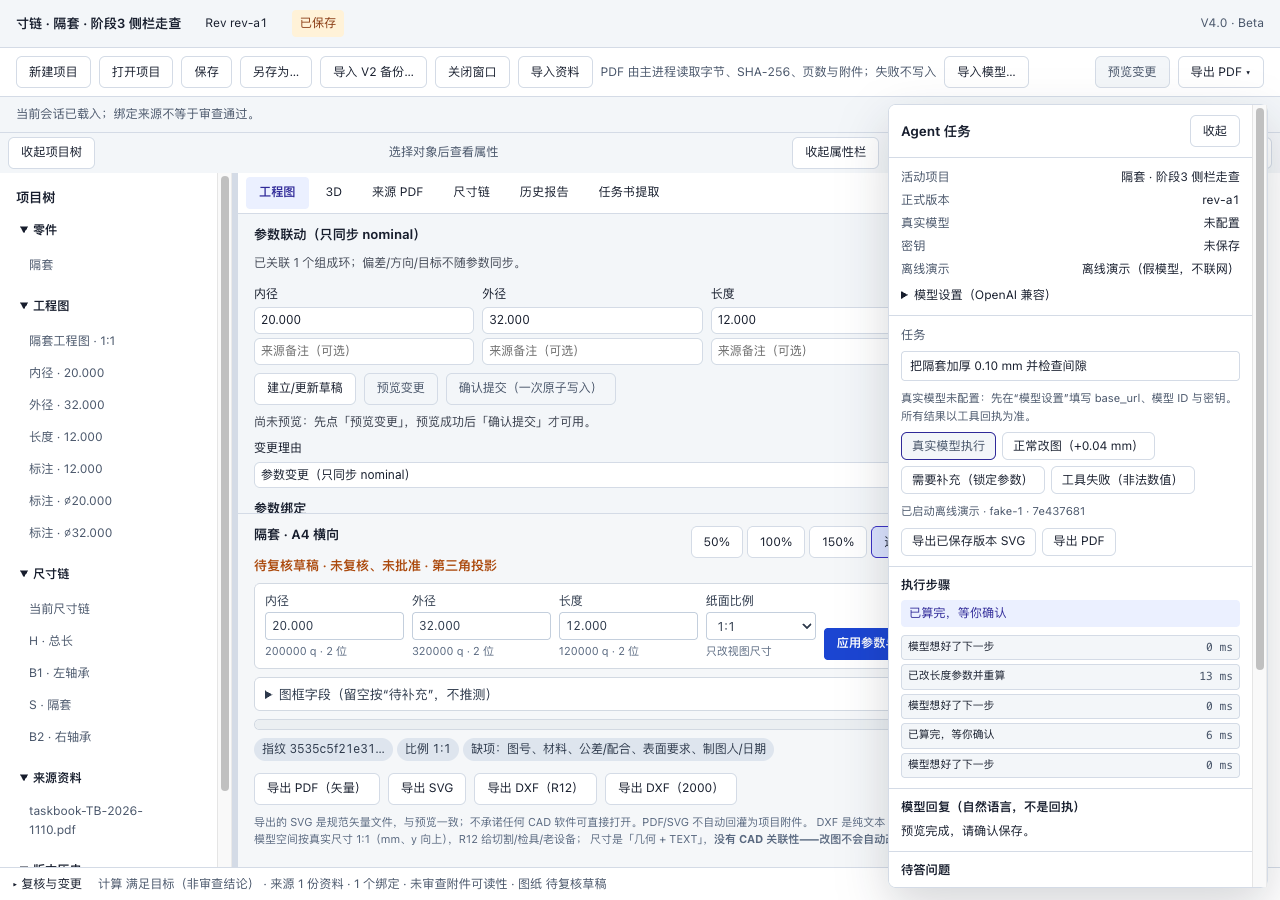 寸链 · 隔套 · 阶段3 侧栏走查
Rev rev-a1
已保存
V4.0 · Beta
新建项目
打开项目
保存
另存为…
导入 V2 备份…
关闭窗口
导入资料
PDF 由主进程读取字节、SHA-256、页数与附件；失败不写入
导入模型…
预览变更
导出 PDF ▾
当前会话已载入；绑定来源不等于审查通过。
收起项目树
选择对象后查看属性
收起属性栏
项目树
▼ 零件
隔套
▼ 工程图
隔套工程图 · 1:1
内径 · 20.000
外径 · 32.000
长度 · 12.000
标注 · 12.000
标注 · ⌀20.000
标注 · ⌀32.000
▼ 尺寸链
当前尺寸链
H · 总长
B1 · 左轴承
S · 隔套
B2 · 右轴承
▼ 来源资料
taskbook-TB-2026-
1110.pdf
工程图
3D
来源 PDF
尺寸链
历史报告
任务书提取
参数联动（只同步 nominal）
已关联 1 个组成环；偏差/方向/目标不随参数同步。
内径
外径
长度
20.000
32.000
12.000
来源备注（可选）
来源备注（可选）
来源备注（可选）
建立/更新草稿
预览变更
确认提交（一次原子写入）
尚未预览：先点「预览变更」，预览成功后「确认提交」才可用。
变更理由
参数变更（只同步 nominal）
参数绑定
隔套 · A4 横向
50%
100%
150%
待复核草稿 · 未复核、未批准 · 第三角投影
内径
外径
长度
纸面比例
20.000
32.000
12.000
1:1
200000 q · 2 位
320000 q · 2 位
120000 q · 2 位
只改视图尺寸
应用参数
▶ 图框字段（留空按“待补充”，不推测）
指纹 3535c5f21e31…
比例 1:1
缺项：图号、材料、公差/配合、表面要求、制图人/日期
导出 PDF（矢量）
导出 SVG
导出 DXF（R12）
导出 DXF（2000）
导出的 SVG 是规范矢量文件，与预览一致；不承诺任何 CAD 软件可直接打开。PDF/SVG 不自动回灌为项目附件。 DXF 是纯文本
模型空间按真实尺寸 1:1（mm、y 向上），R12 给切割/检具/老设备； 尺寸是「几何 + TEXT」，没有 CAD 关联性——改图不会自动
▸ 复核与变更
计算 满足目标（非审查结论） · 来源 1 份资料 · 1 个绑定 · 未审查附件可读性 · 图纸 待复核草稿
Agent 任务
收起
活动项目
隔套 · 阶段3 侧栏走查
正式版本
rev-a1
真实模型
未配置
密钥
未保存
离线演示
离线演示（假模型，不联网）
▶ 模型设置（OpenAI 兼容）
任务
把隔套加厚 0.10 mm 并检查间隙
真实模型未配置：先在“模型设置”填写 base_url、模型 ID 与密钥。
所有结果以工具回执为准。
真实模型执行
正常改图（+0.04 mm）
需要补充（锁定参数）
工具失败（非法数值）
已启动离线演示 · fake-1 · 7e437681
导出已保存版本 SVG
导出 PDF
执行步骤
已算完，等你确认
模型想好了下一步
0 ms
已改长度参数并重算
13 ms
模型想好了下一步
0 ms
已算完，等你确认
6 ms
模型想好了下一步
0 ms
模型回复（自然语言，不是回执）
预览完成，请确认保存。
待答问题